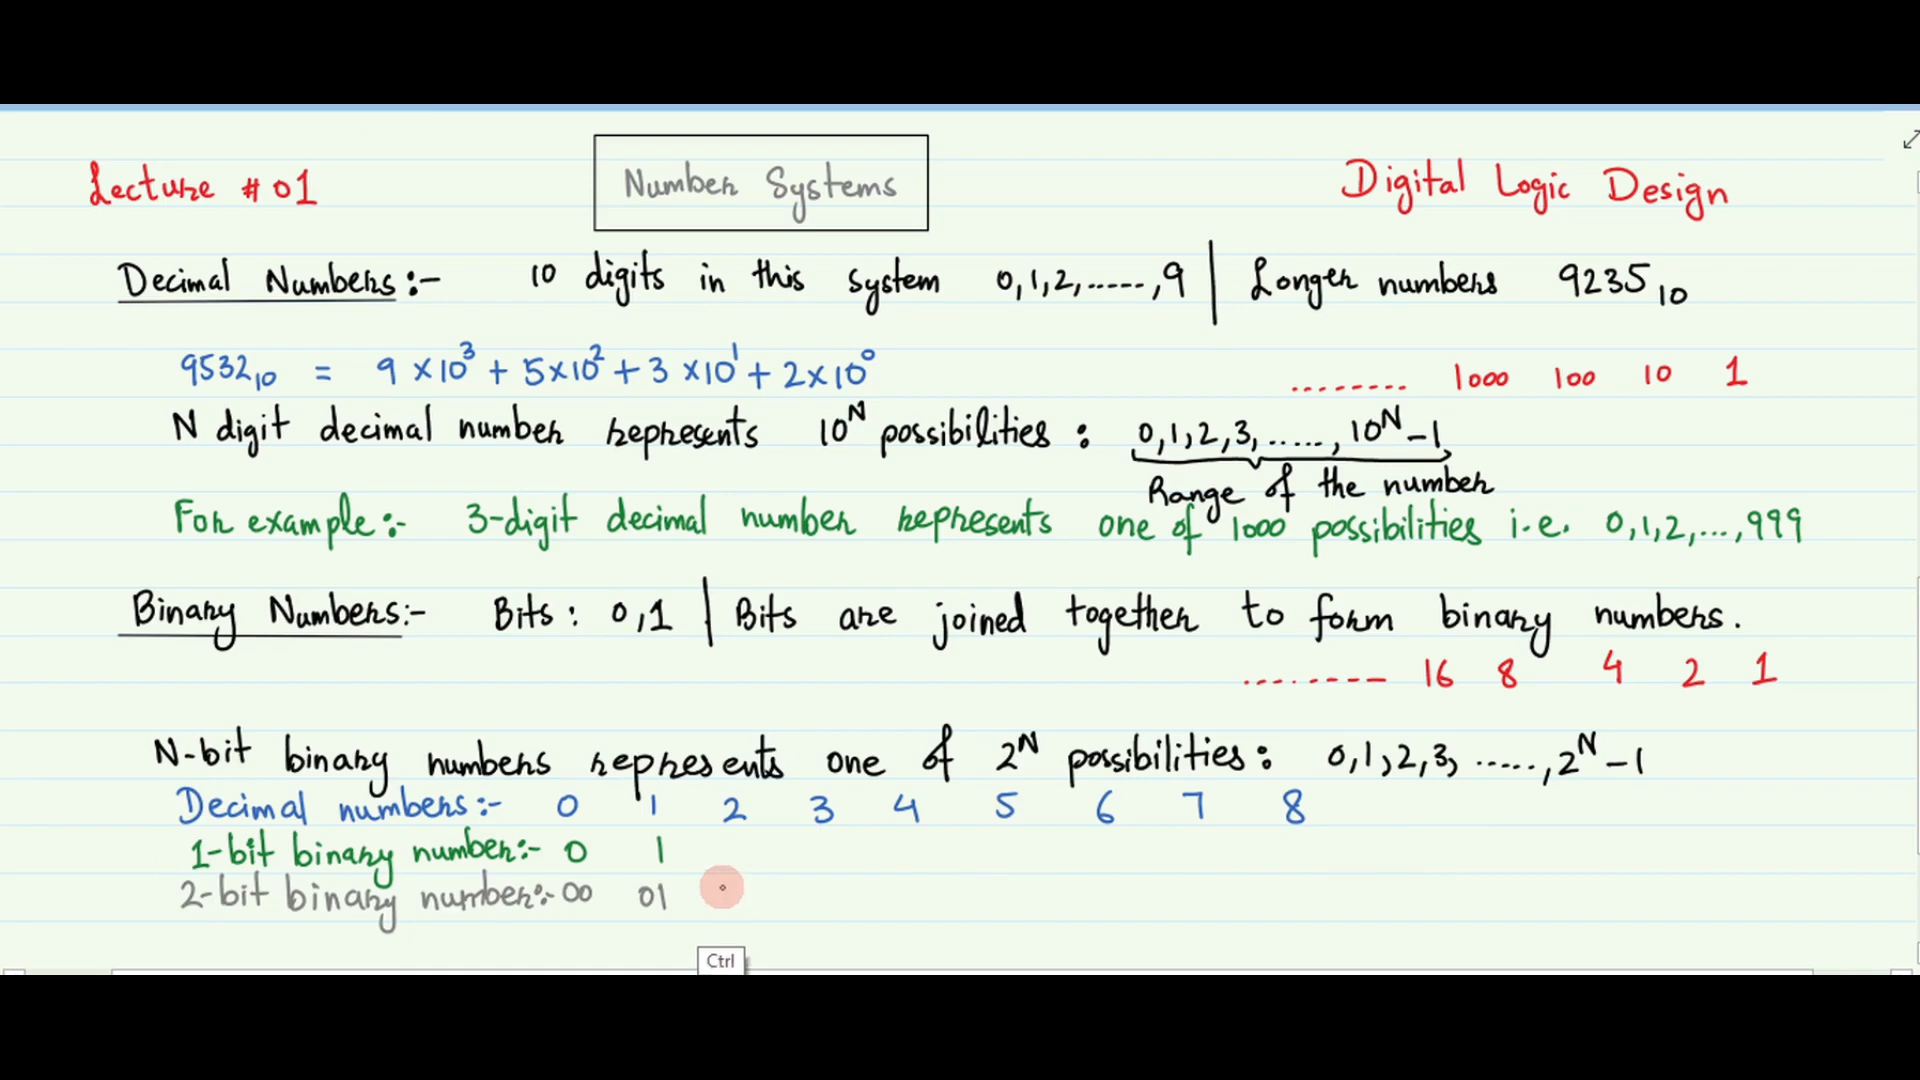 Lecture # 01 Number Systems Digital Logic Design
Decimal Numbers:- 10 digits in this system 0,1,2,.....,9 | Longer numbers 9235₁₀
9532₁₀ = 9×10³ + 5×10² + 3×10¹ + 2×10⁰ ........ 1000 100 10 1
N digit decimal number represents 10ᴺ possibilities : 0,1,2,3,.....,10ᴺ-1
Range of the number
For example:- 3-digit decimal number represents one of 1000 possibilities i.e. 0,1,2,...,999
Binary Numbers:- Bits: 0,1 | Bits are joined together to form binary numbers.
......... 16 8 4 2 1
N-bit binary numbers represents one of 2ᴺ possibilities: 0,1,2,3,.....,2ᴺ-1
Decimal numbers:- 0 1 2 3 4 5 6 7 8
1-bit binary number:- 0 1
2-bit binary number:- 00 01
Ctrl